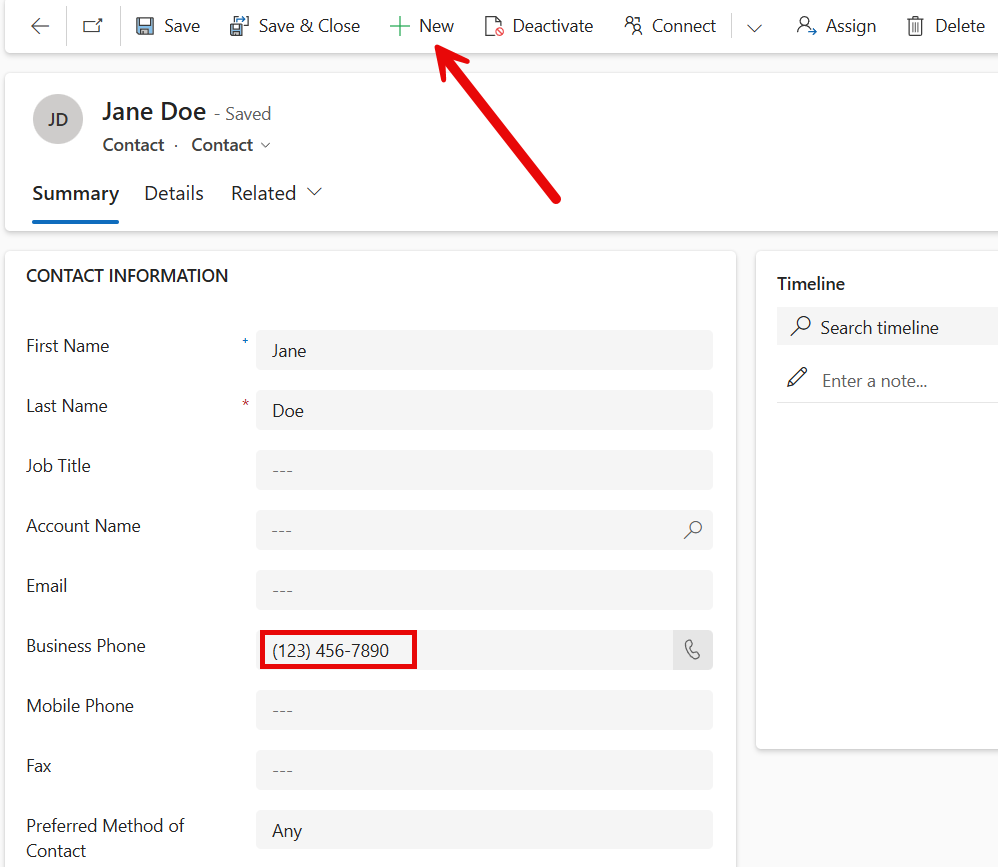 Save Save & Close New Deactivate Connect Assign Delete
JD
Jane Doe - Saved
Contact · Contact
Summary Details Related
CONTACT INFORMATION
First Name + Jane
Last Name * Doe
Job Title ---
Account Name ---
Email ---
Business Phone (123) 456-7890
Mobile Phone ---
Fax ---
Preferred Method of
Contact
Any
Timeline
Search timeline
Enter a note...